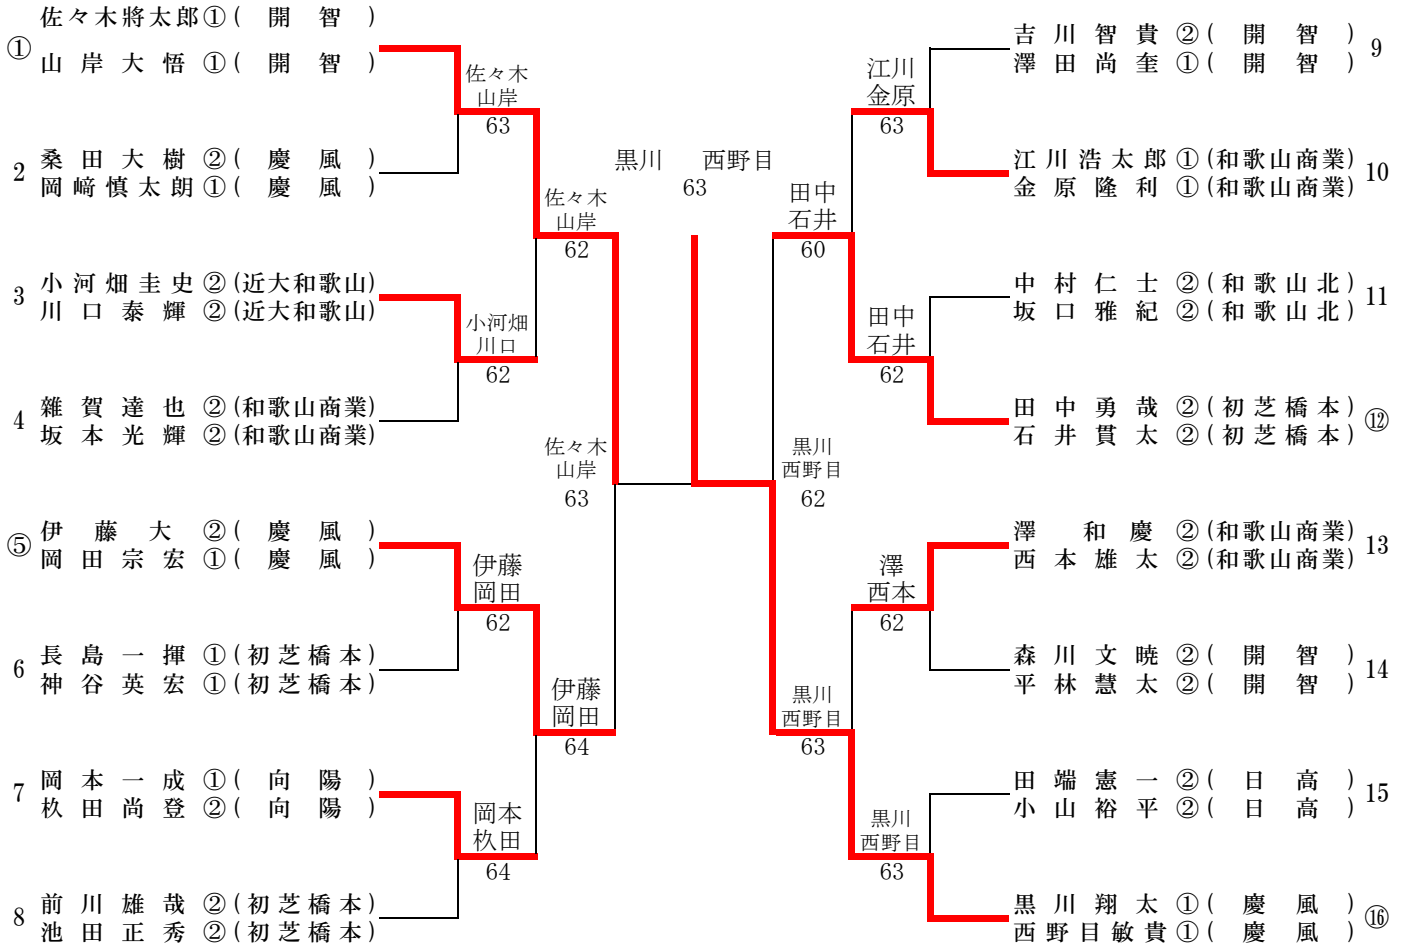 佐々木將太郎①(開智)
① 山岸大悟①(開智)
2 桑田大樹②(慶風)
岡﨑慎太朗①(慶風)
3 小河畑圭史②(近大和歌山)
川口泰輝②(近大和歌山)
4 雑賀達也②(和歌山商業)
坂本光輝②(和歌山商業)
⑤ 伊藤大②(慶風)
岡田宗宏①(慶風)
6 長島一揮①(初芝橋本)
神谷英宏①(初芝橋本)
7 岡本一成①(向陽)
杦田尚登②(向陽)
8 前川雄哉②(初芝橋本)
池田正秀②(初芝橋本)
佐々木
山岸
63
小河畑
川口
62
伊藤
岡田
62
岡本
杦田
64
佐々木
山岸
62
伊藤
岡田
64
佐々木
山岸
63
黒川 西野目
63
黒川
西野目
62
田中
石井
60
黒川
西野目
63
江川
金原
63
田中
石井
62
澤
西本
62
黒川
西野目
63
吉川智貴②(開智) 9
澤田尚奎①(開智)
江川浩太郎①(和歌山商業) 10
金原隆利①(和歌山商業)
中村仁士②(和歌山北) 11
坂口雅紀②(和歌山北)
田中勇哉②(初芝橋本) ⑫
石井貫太②(初芝橋本)
澤和慶②(和歌山商業) 13
西本雄太②(和歌山商業)
森川文暁②(開智) 14
平林慧太②(開智)
田端憲一②(日高) 15
小山裕平②(日高)
黒川翔太①(慶風) ⑯
西野目敏貴①(慶風)